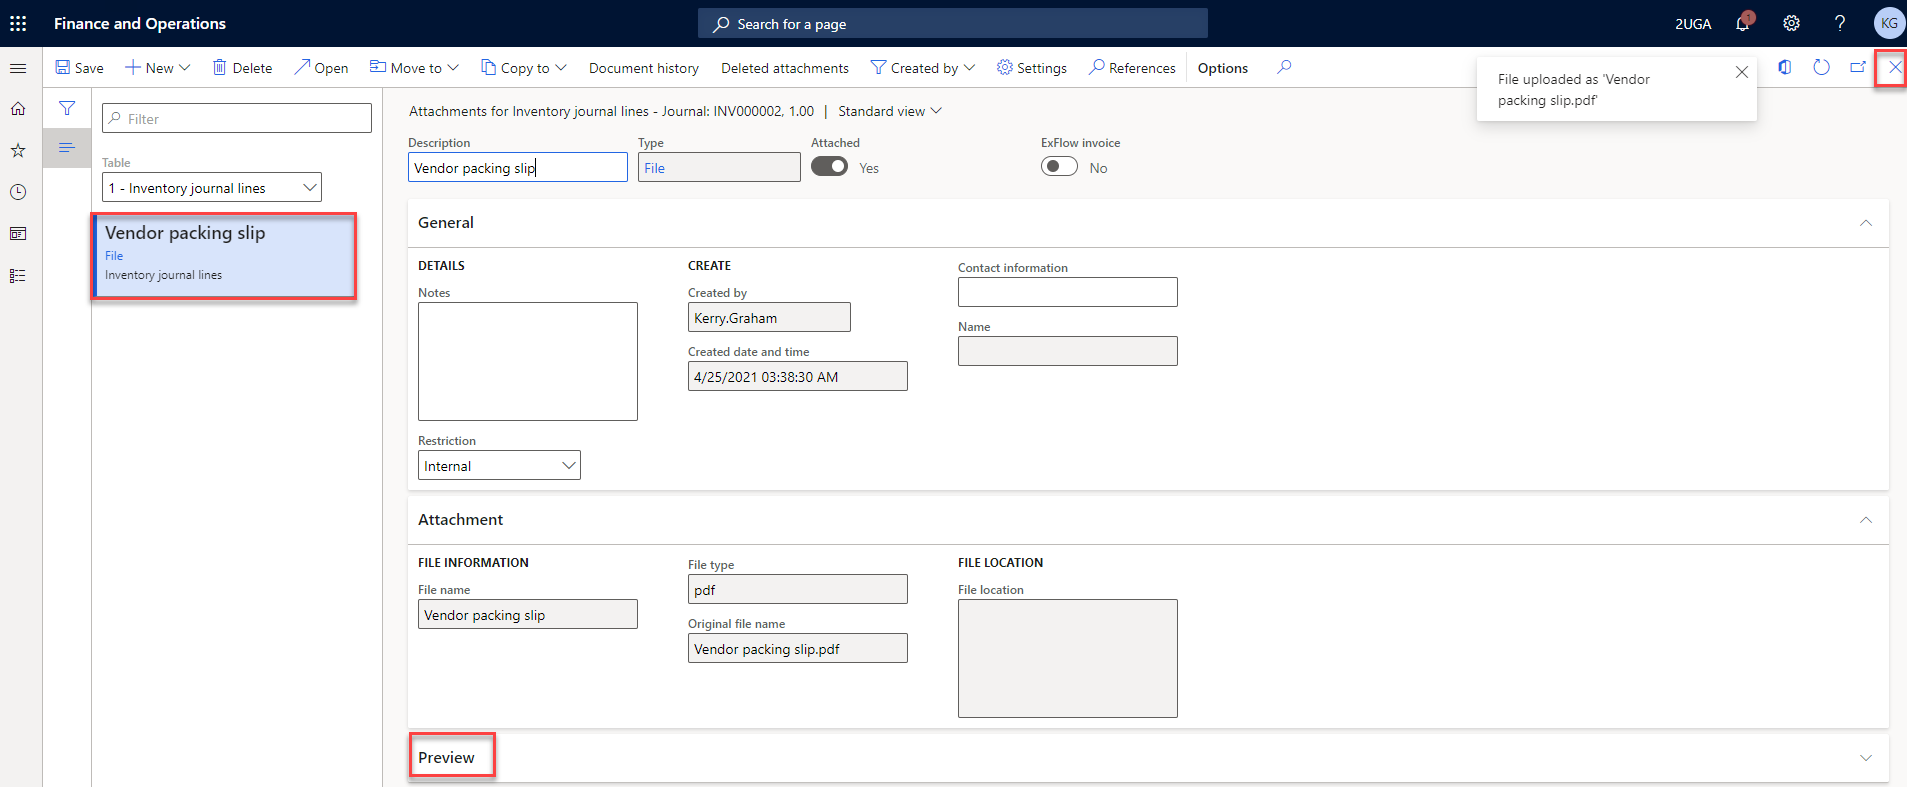 Finance and Operations
Search for a page
2UGA
1
KG
Save
New
Delete
Open
Move to
Copy to
Document history
Deleted attachments
Created by
Settings
References
Options
File uploaded as 'Vendor
packing slip.pdf'
Filter
Table
1 - Inventory journal lines
Vendor packing slip
File
Inventory journal lines
Attachments for Inventory journal lines - Journal: INV000002, 1.00 | Standard view
Description
Vendor packing slip
Type
File
Attached
Yes
ExFlow invoice
No
General
DETAILS
Notes
Restriction
Internal
CREATE
Created by
Kerry.Graham
Created date and time
4/25/2021 03:38:30 AM
Contact information
Name
Attachment
FILE INFORMATION
File name
Vendor packing slip
File type
pdf
Original file name
Vendor packing slip.pdf
FILE LOCATION
File location
Preview